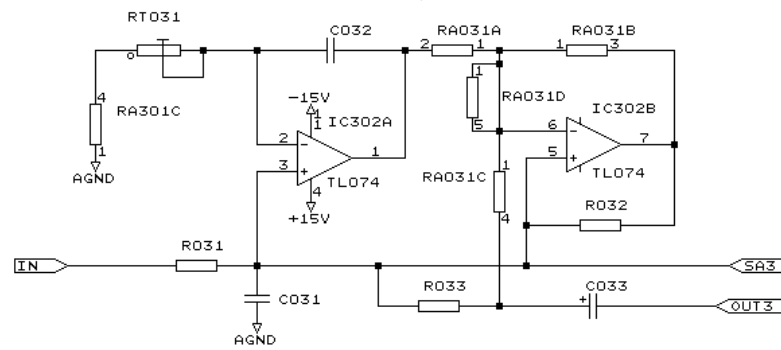 RT031
C032
RA031A
RA031B
0
2
1
1
3
4
RA301C
1
AGND
-15V
1
1
IC302A
2
3
1
TL074
4
+15V
1
RA031D
5
IC302B
6
5
7
TL074
RA031C
1
4
R032
IN
R031
SA3
C031
AGND
R033
C033
+
OUT3